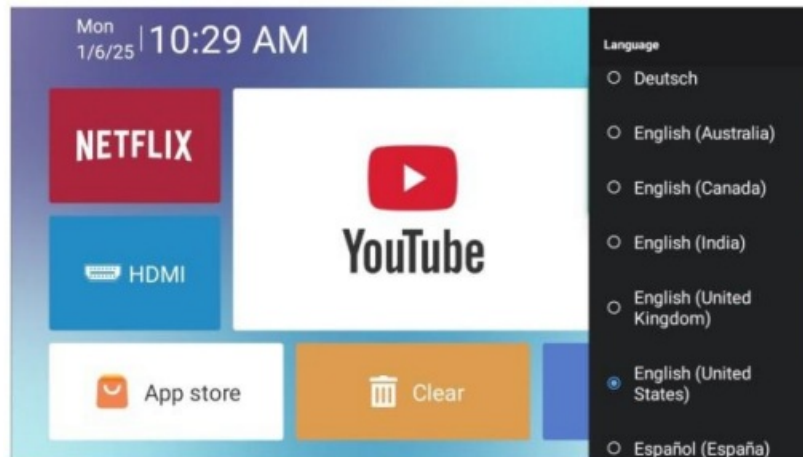 Mon
1/6/25
10:29 AM
NETFLIX
HDMI
YouTube
App store
Clear
Language
Deutsch
English (Australia)
English (Canada)
English (India)
English (United
Kingdom)
English (United
States)
Español (España)